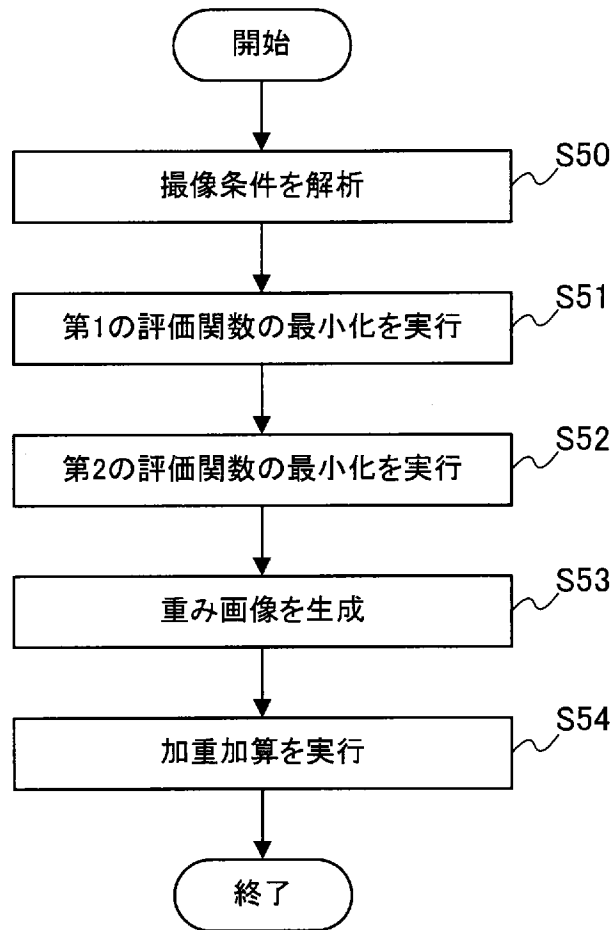 開始
撮像条件を解析
S50
第1の評価関数の最小化を実行
S51
第2の評価関数の最小化を実行
S52
重み画像を生成
S53
加重加算を実行
S54
終了